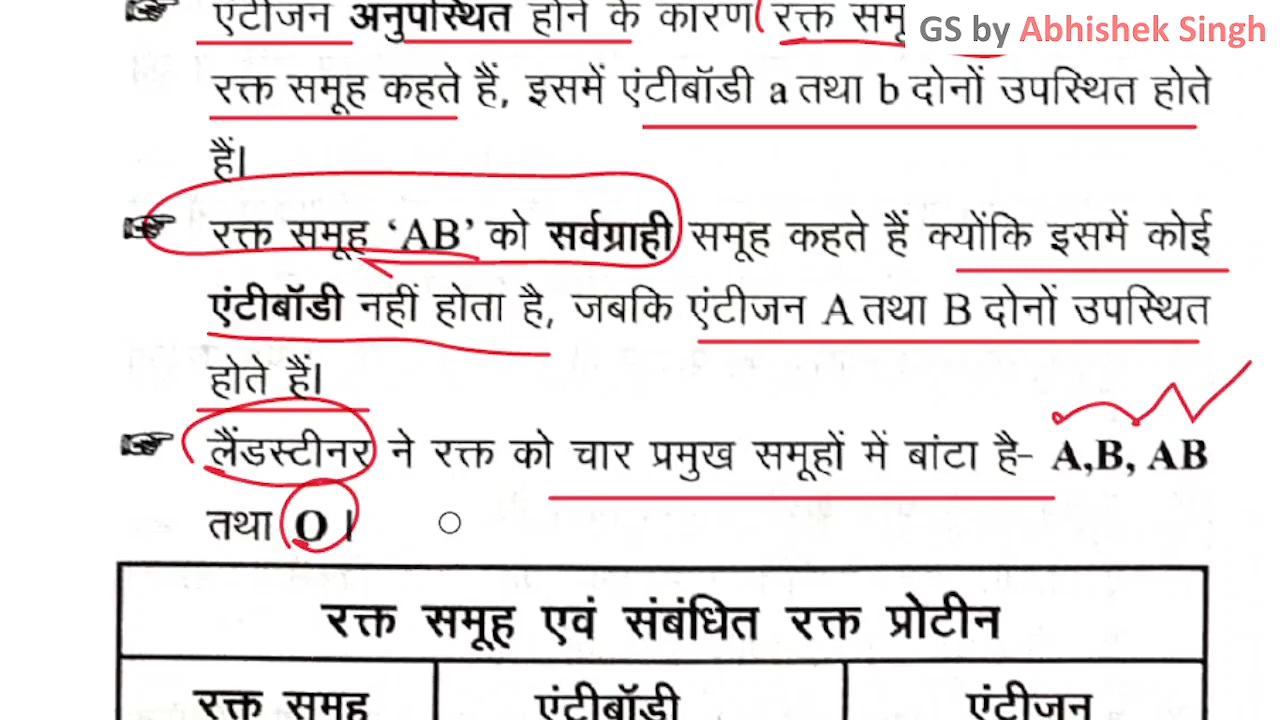 एंटीजन अनुपस्थित होने के कारण रक्त
GS by Abhishek Singh
रक्त समूह कहते हैं, इसमें एंटीबॉडी a तथा b दोनों उपस्थित होते
हैं।
रक्त समूह ‘AB’ को सर्वग्राही समूह कहते हैं क्योंकि इसमें कोई
एंटीबॉडी नहीं होता है, जबकि एंटीजन A तथा B दोनों उपस्थित
होते हैं।
लैंडस्टीनर ने रक्त को चार प्रमुख समूहों में बांटा है- A,B, AB
तथा O।
रक्त समूह एवं संबंधित रक्त प्रोटीन
रक्त समूह एंटीबॉडी एंटीजन